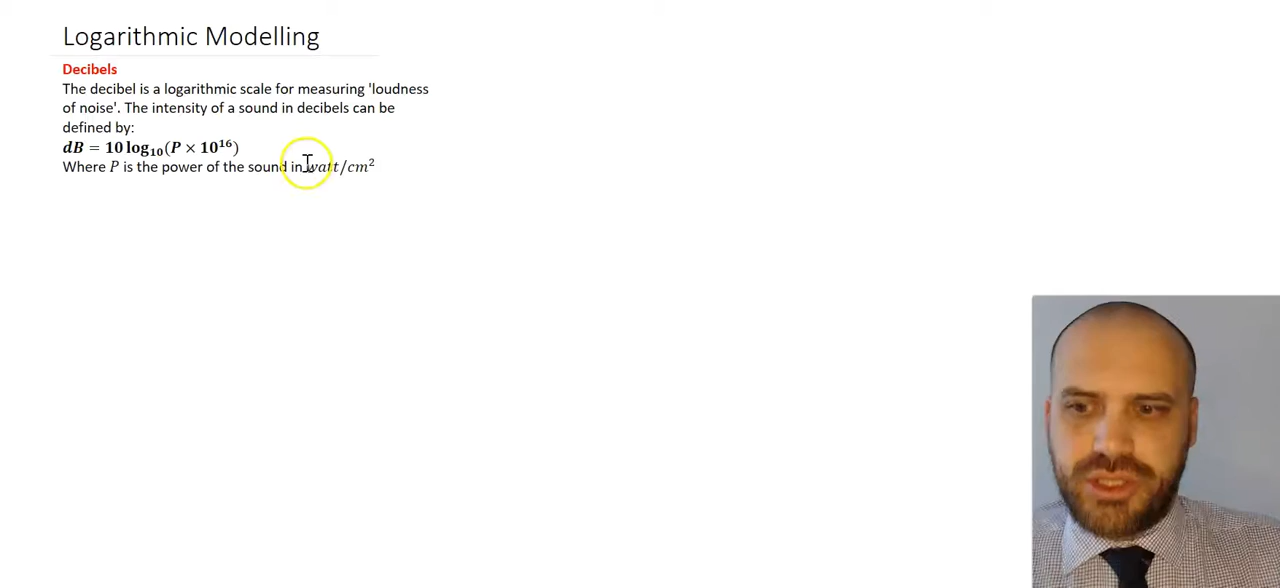 Logarithmic Modelling
Decibels
The decibel is a logarithmic scale for measuring 'loudness
of noise'. The intensity of a sound in decibels can be
defined by:
dB = 10 log₁₀(P × 10¹⁶)
Where P is the power of the sound in watt/cm²